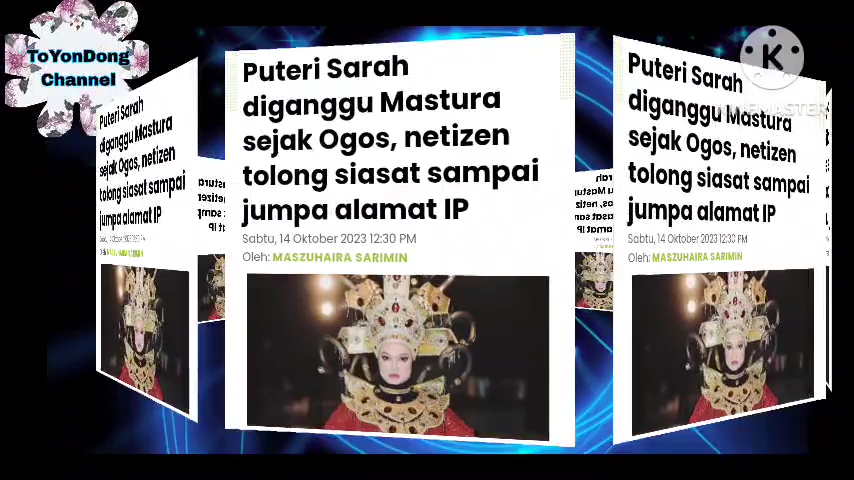 ToYonDong
Channel
Puteri Sarah
diganggu Mastura
sejak Ogos, netizen
tolong siasat sampai
jumpa alamat IP
Sabtu, 14 Oktober 2023 12:30 PM
Oleh: MASZUHAIRA SARIMIN
Puteri Sarah
diganggu Mastura
sejak Ogos, netizen
tolong siasat sampai
jumpa alamat IP
Puteri Sarah
diganggu Mastura
sejak Ogos, netizen
tolong siasat sampai
jumpa alamat IP
Sabtu, 14 Oktober 2023 12:30 PM
Oleh: MASZUHAIRA SARIMIN
K
KINEMASTER